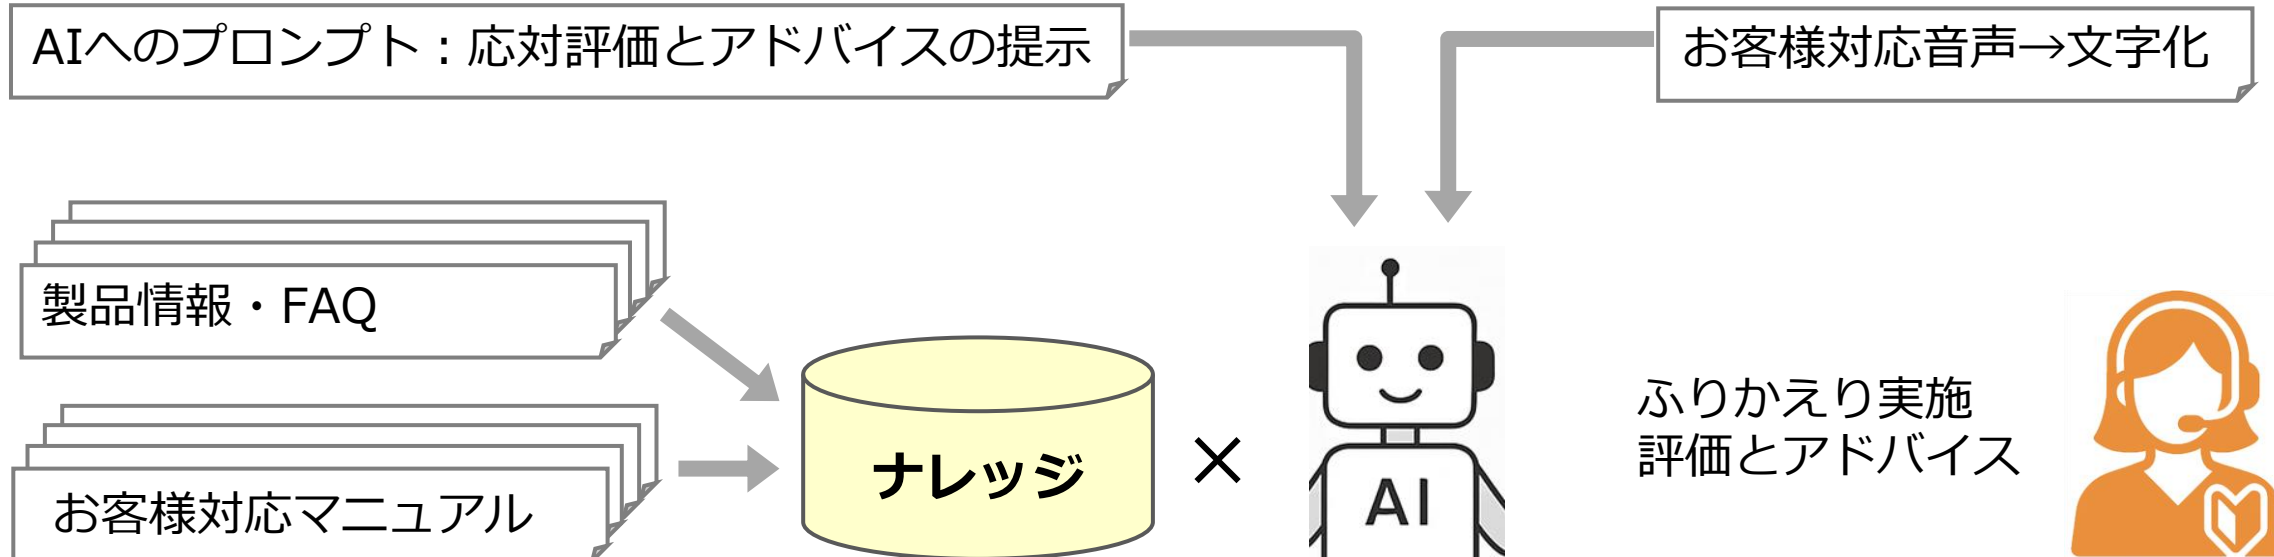 AIへのプロンプト：応対評価とアドバイスの提示
お客様対応音声→文字化
製品情報・FAQ
お客様対応マニュアル
ナレッジ
×
AI
ふりかえり実施
評価とアドバイス